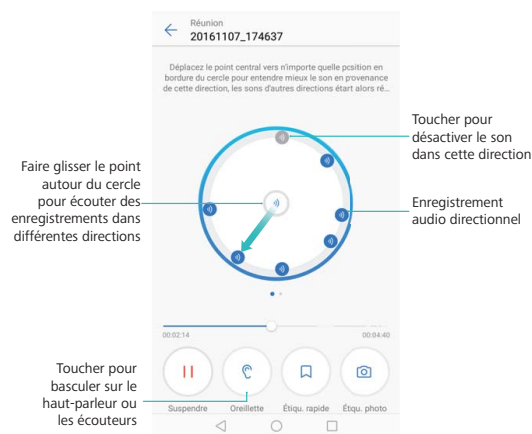 Réunion
20161107_174637
Déplacez le point central vers n'importe quelle position en
bordure du cercle pour entendre mieux le son en provenance
de cette direction, les sons d'autres directions étart alors ré...
Toucher pour
désactiver le son
dans cette direction
Faire glisser le point
autour du cercle
pour écouter des
enregistrements dans
différentes directions
Enregistrement
audio directionnel
00:02:14
00:04:40
Toucher pour
basculer sur le
haut-parleur ou
les écouteurs
Suspendre
Oreillette
Étiqu. rapide
Étqu. photo